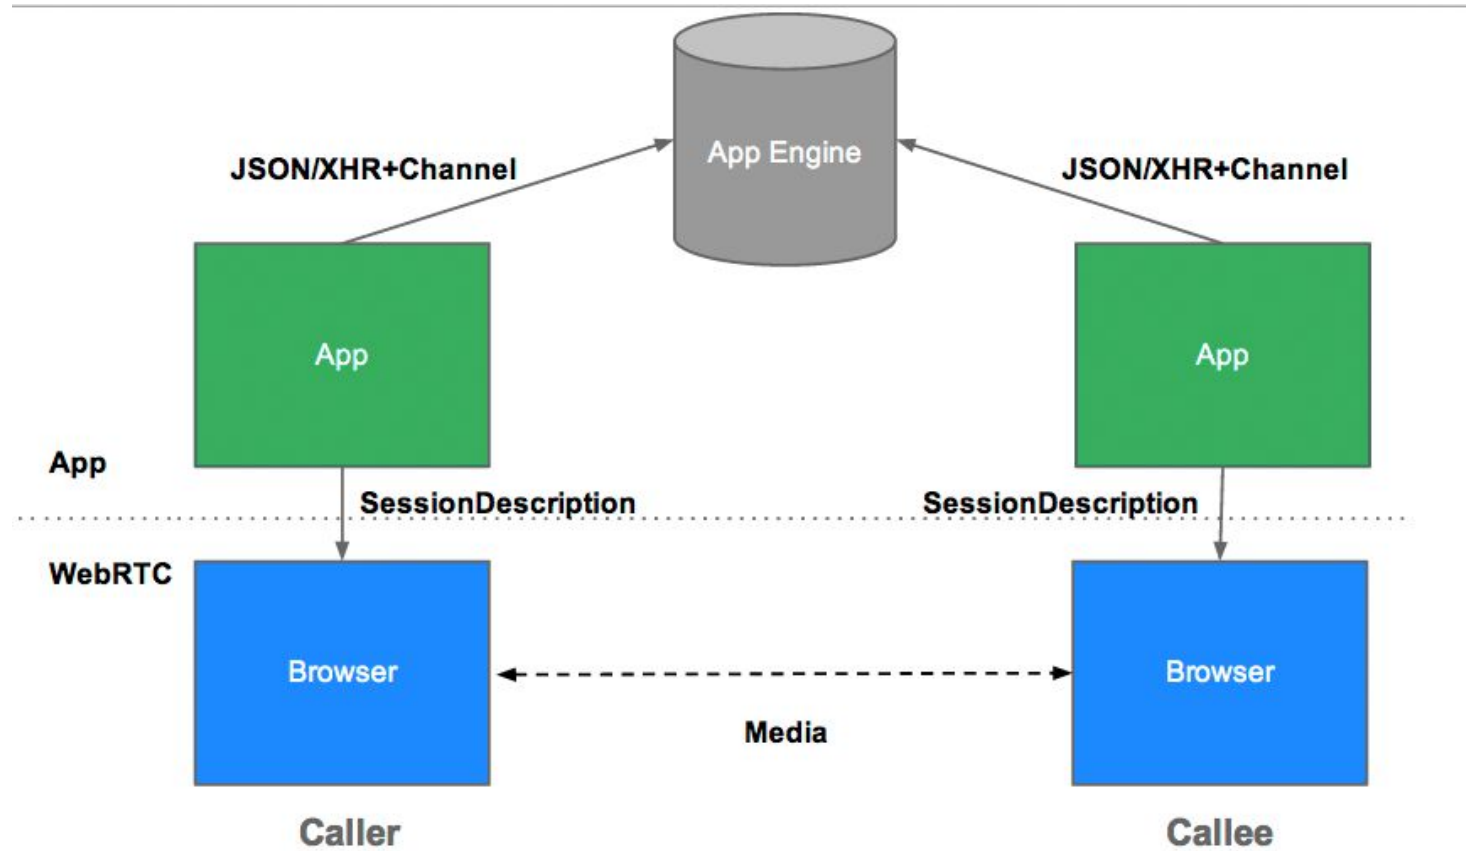 App Engine
JSON/XHR+Channel
JSON/XHR+Channel
App
App
App
SessionDescription
SessionDescription
WebRTC
Browser
Browser
Media
Caller
Callee